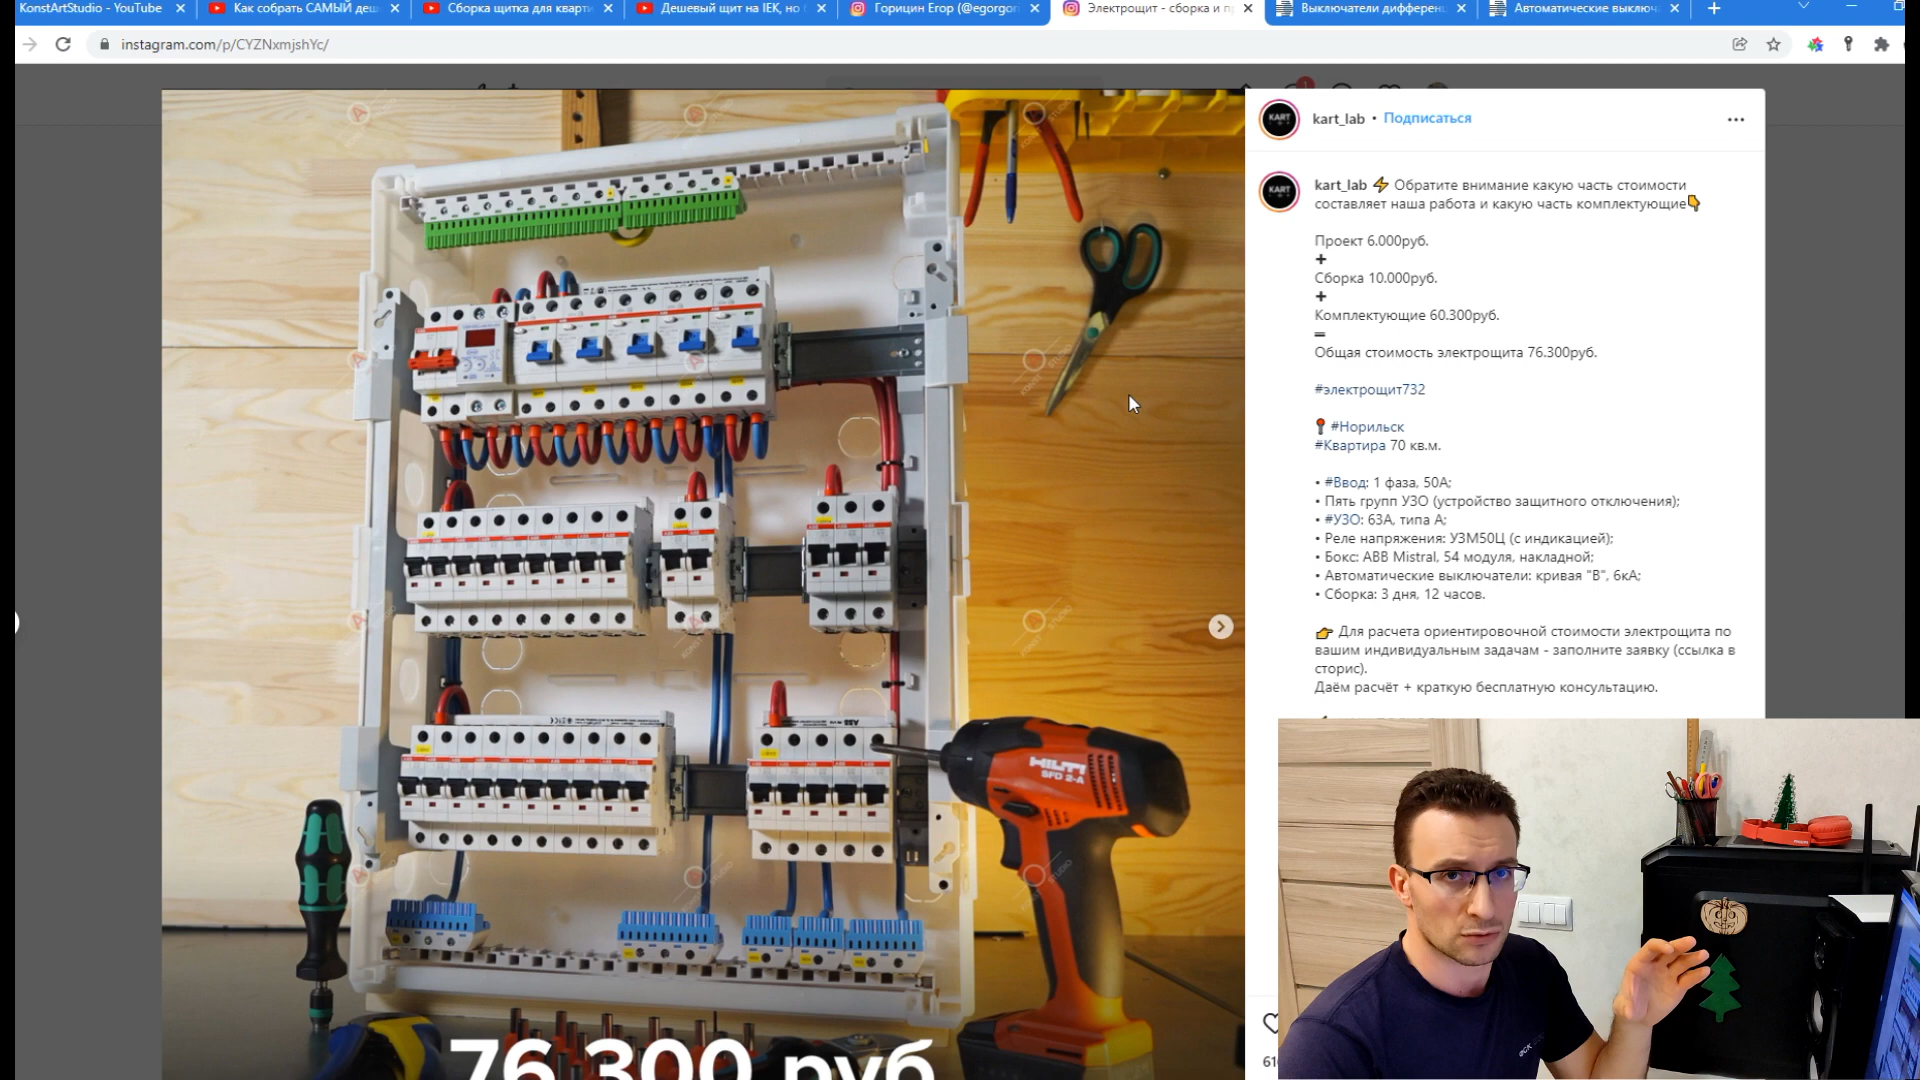 KonstArtStudio - YouTube
Как собрать САМЫЙ деш
Сборка щитка для кварти
Дешевый щит на IEK, но
Горицин Егор (@egorgor
Электрощит - сборка и п
Выключатели дифферен
Автоматические выключ
instagram.com/p/CYZNxmjshYc/
KART
kart_lab • Подписаться
KART
kart_lab ⚡ Обратите внимание какую часть стоимости
составляет наша работа и какую часть комплектующие👇
Проект 6.000руб.
+
Сборка 10.000руб.
+
Комплектующие 60.300руб.
=
Общая стоимость электрощита 76.300руб.
#электрощит732
📍 #Норильск
#Квартира 70 кв.м.
• #Ввод: 1 фаза, 50А;
• Пять групп УЗО (устройство защитного отключения);
• #УЗО: 63А, типа А;
• Реле напряжения: УЗМ50Ц (с индикацией);
• Бокс: ABB Mistral, 54 модуля, накладной;
• Автоматические выключатели: кривая "В", 6кА;
• Сборка: 3 дня, 12 часов.
👉 Для расчета ориентировочной стоимости электрощита по
вашим индивидуальным задачам - заполните заявку (ссылка в
сторис).
Даём расчёт + краткую бесплатную консультацию.
ABB
HILTI
SFD 2-A
76 300 руб